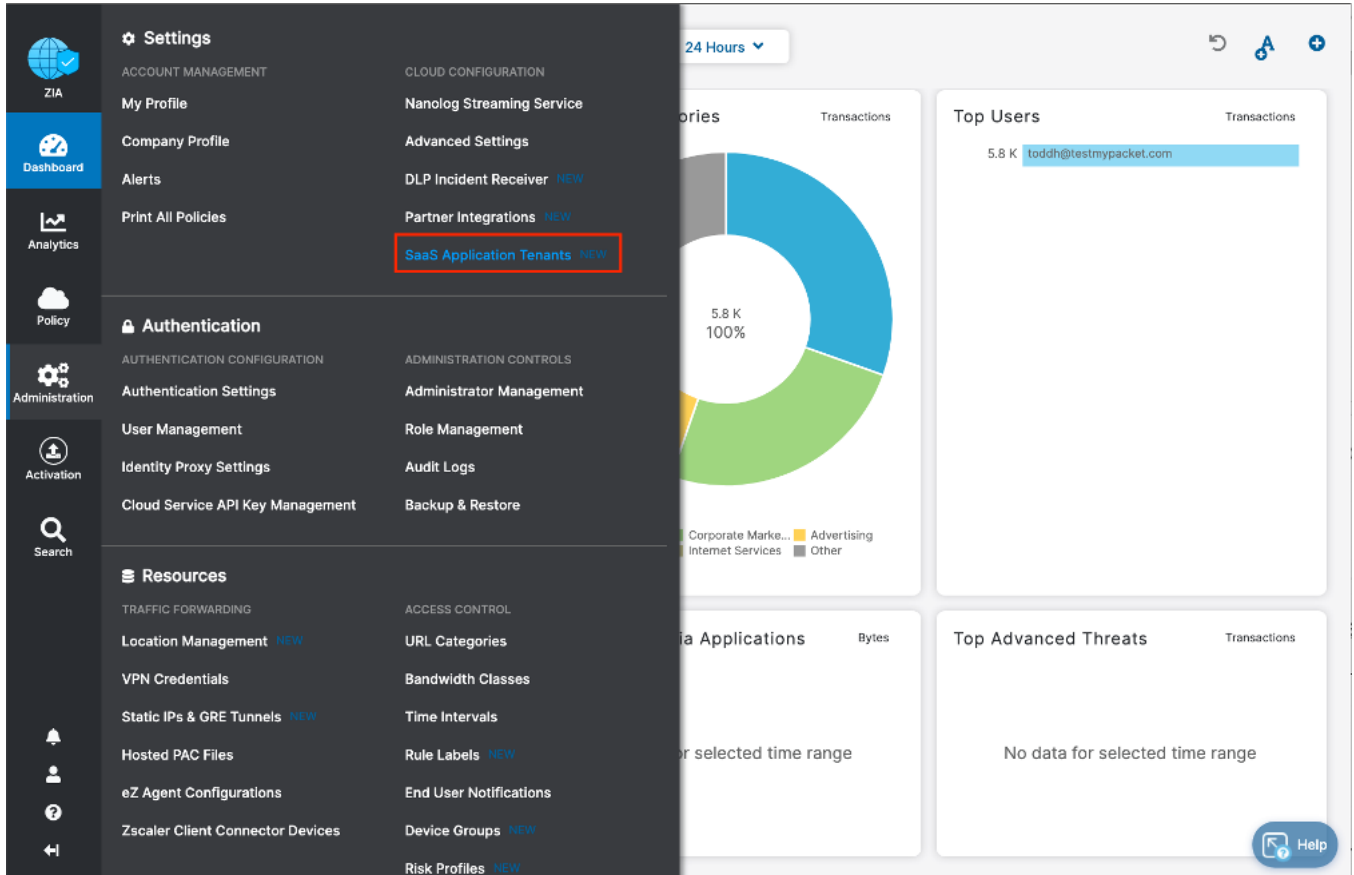 ZIA
Dashboard
Analytics
Policy
Administration
Activation
Search
Settings
ACCOUNT MANAGEMENT
My Profile
Company Profile
Alerts
Print All Policies
CLOUD CONFIGURATION
Nanolog Streaming Service
Advanced Settings
DLP Incident Receiver NEW
Partner Integrations NEW
SaaS Application Tenants NEW
Authentication
AUTHENTICATION CONFIGURATION
Authentication Settings
User Management
Identity Proxy Settings
Cloud Service API Key Management
ADMINISTRATION CONTROLS
Administrator Management
Role Management
Audit Logs
Backup & Restore
Resources
TRAFFIC FORWARDING
Location Management NEW
VPN Credentials
Static IPs & GRE Tunnels NEW
Hosted PAC Files
eZ Agent Configurations
Zscaler Client Connector Devices
ACCESS CONTROL
URL Categories
Bandwidth Classes
Time Intervals
Rule Labels NEW
End User Notifications
Device Groups NEW
Risk Profiles NEW
24 Hours
ories
Transactions
5.8 K
100%
Corporate Marke...
Advertising
Internet Services
Other
Top Users
Transactions
5.8 K toddh@testmypacket.com
ia Applications
Bytes
or selected time range
Top Advanced Threats
Transactions
No data for selected time range
Help